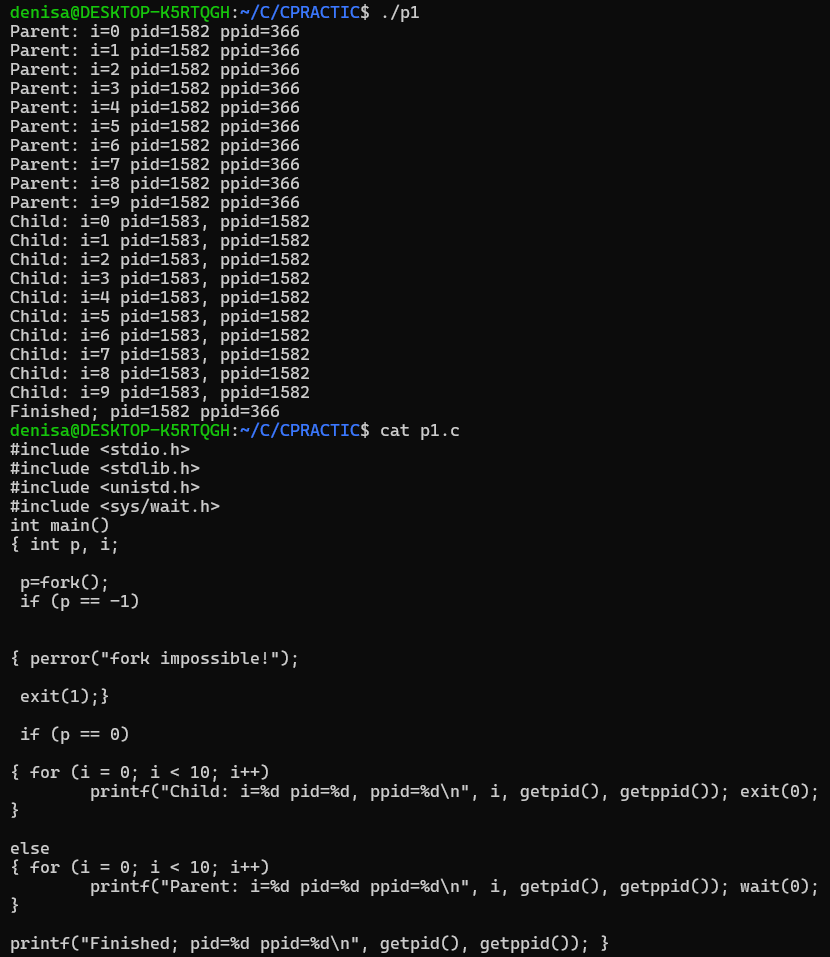 denisa@DESKTOP-K5RTQGH:~/C/CPRACTIC$ ./p1
Parent: i=0 pid=1582 ppid=366
Parent: i=1 pid=1582 ppid=366
Parent: i=2 pid=1582 ppid=366
Parent: i=3 pid=1582 ppid=366
Parent: i=4 pid=1582 ppid=366
Parent: i=5 pid=1582 ppid=366
Parent: i=6 pid=1582 ppid=366
Parent: i=7 pid=1582 ppid=366
Parent: i=8 pid=1582 ppid=366
Parent: i=9 pid=1582 ppid=366
Child: i=0 pid=1583, ppid=1582
Child: i=1 pid=1583, ppid=1582
Child: i=2 pid=1583, ppid=1582
Child: i=3 pid=1583, ppid=1582
Child: i=4 pid=1583, ppid=1582
Child: i=5 pid=1583, ppid=1582
Child: i=6 pid=1583, ppid=1582
Child: i=7 pid=1583, ppid=1582
Child: i=8 pid=1583, ppid=1582
Child: i=9 pid=1583, ppid=1582
Finished; pid=1582 ppid=366
denisa@DESKTOP-K5RTQGH:~/C/CPRACTIC$ cat p1.c
#include <stdio.h>
#include <stdlib.h>
#include <unistd.h>
#include <sys/wait.h>
int main()
{ int p, i;

 p=fork();
 if (p == -1)


{ perror("fork impossible!");

 exit(1);}

 if (p == 0)

{ for (i = 0; i < 10; i++)
        printf("Child: i=%d pid=%d, ppid=%d\n", i, getpid(), getppid()); exit(0);
}

else
{ for (i = 0; i < 10; i++)
        printf("Parent: i=%d pid=%d ppid=%d\n", i, getpid(), getppid()); wait(0);
}

printf("Finished; pid=%d ppid=%d\n", getpid(), getppid()); }